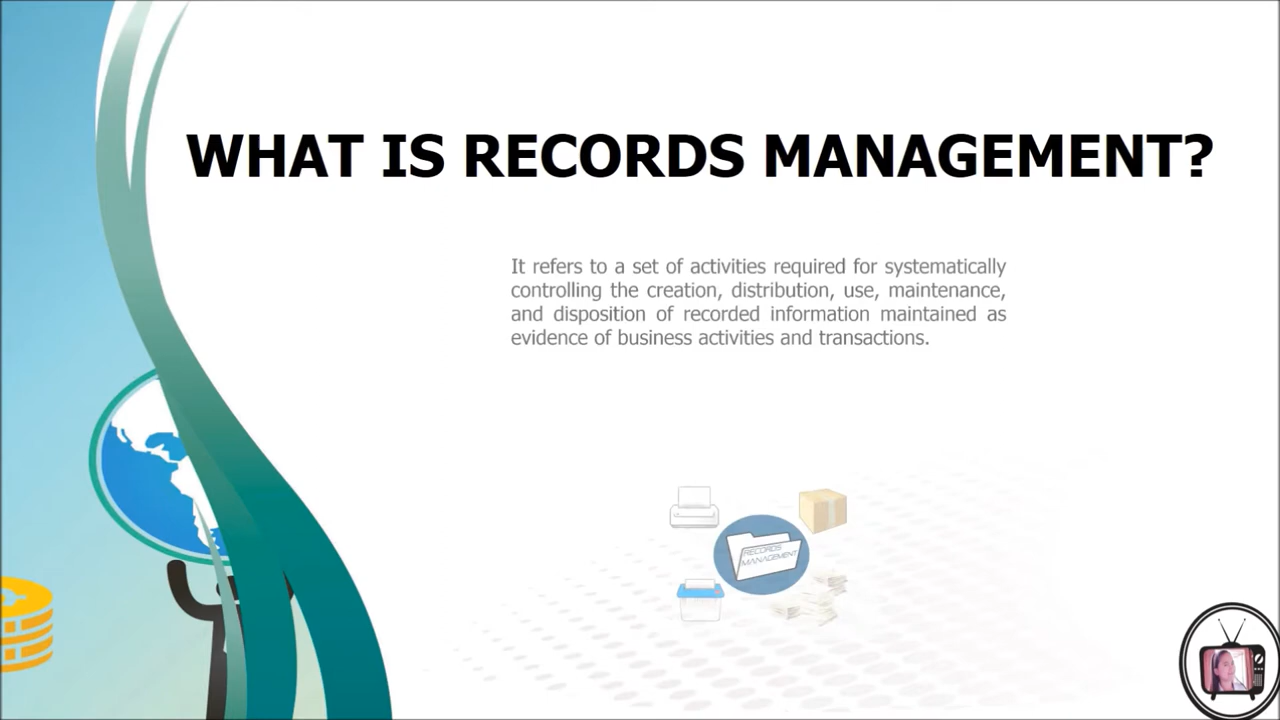 WHAT IS RECORDS MANAGEMENT?
It refers to a set of activities required for systematically
controlling the creation, distribution, use, maintenance,
and disposition of recorded information maintained as
evidence of business activities and transactions.
RECORDS
MANAGEMENT